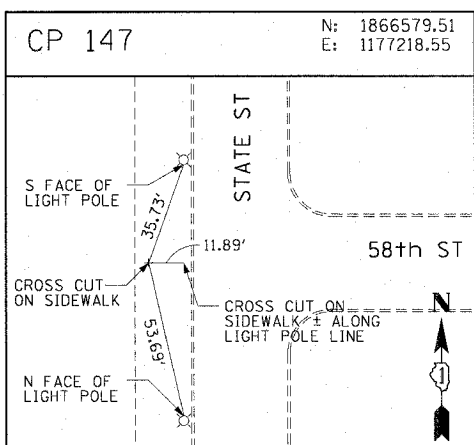 CP 147
N: 1866579.51
E: 1177218.55
STATE ST
S FACE OF
LIGHT POLE
35.73'
11.89'
58th ST
CROSS CUT
ON SIDEWALK
CROSS CUT ON
SIDEWALK ± ALONG
LIGHT POLE LINE
53.69'
N FACE OF
LIGHT POLE
N
1